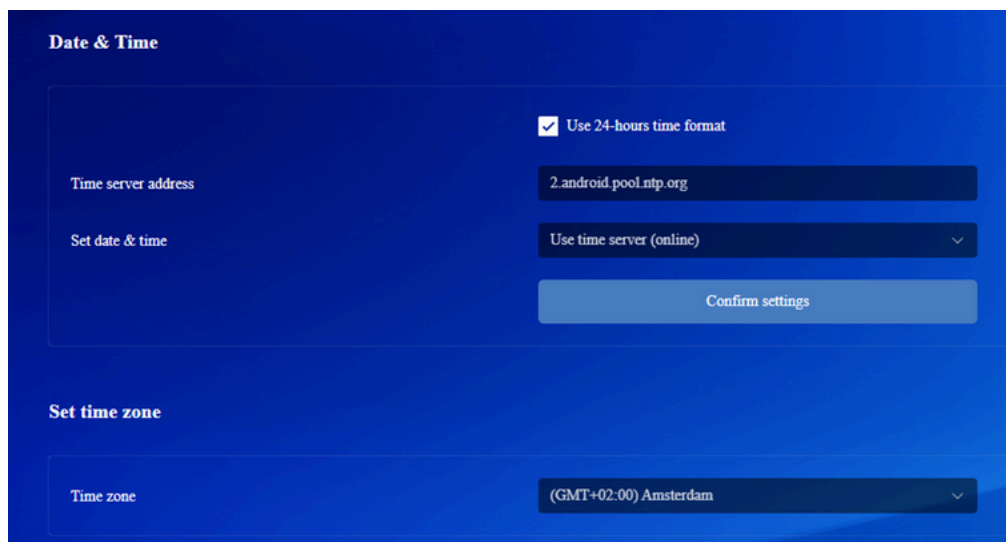 Date & Time
Use 24-hours time format
Time server address
2.android.pool.ntp.org
Set date & time
Use time server (online)
Confirm settings
Set time zone
Time zone
(GMT+02:00) Amsterdam